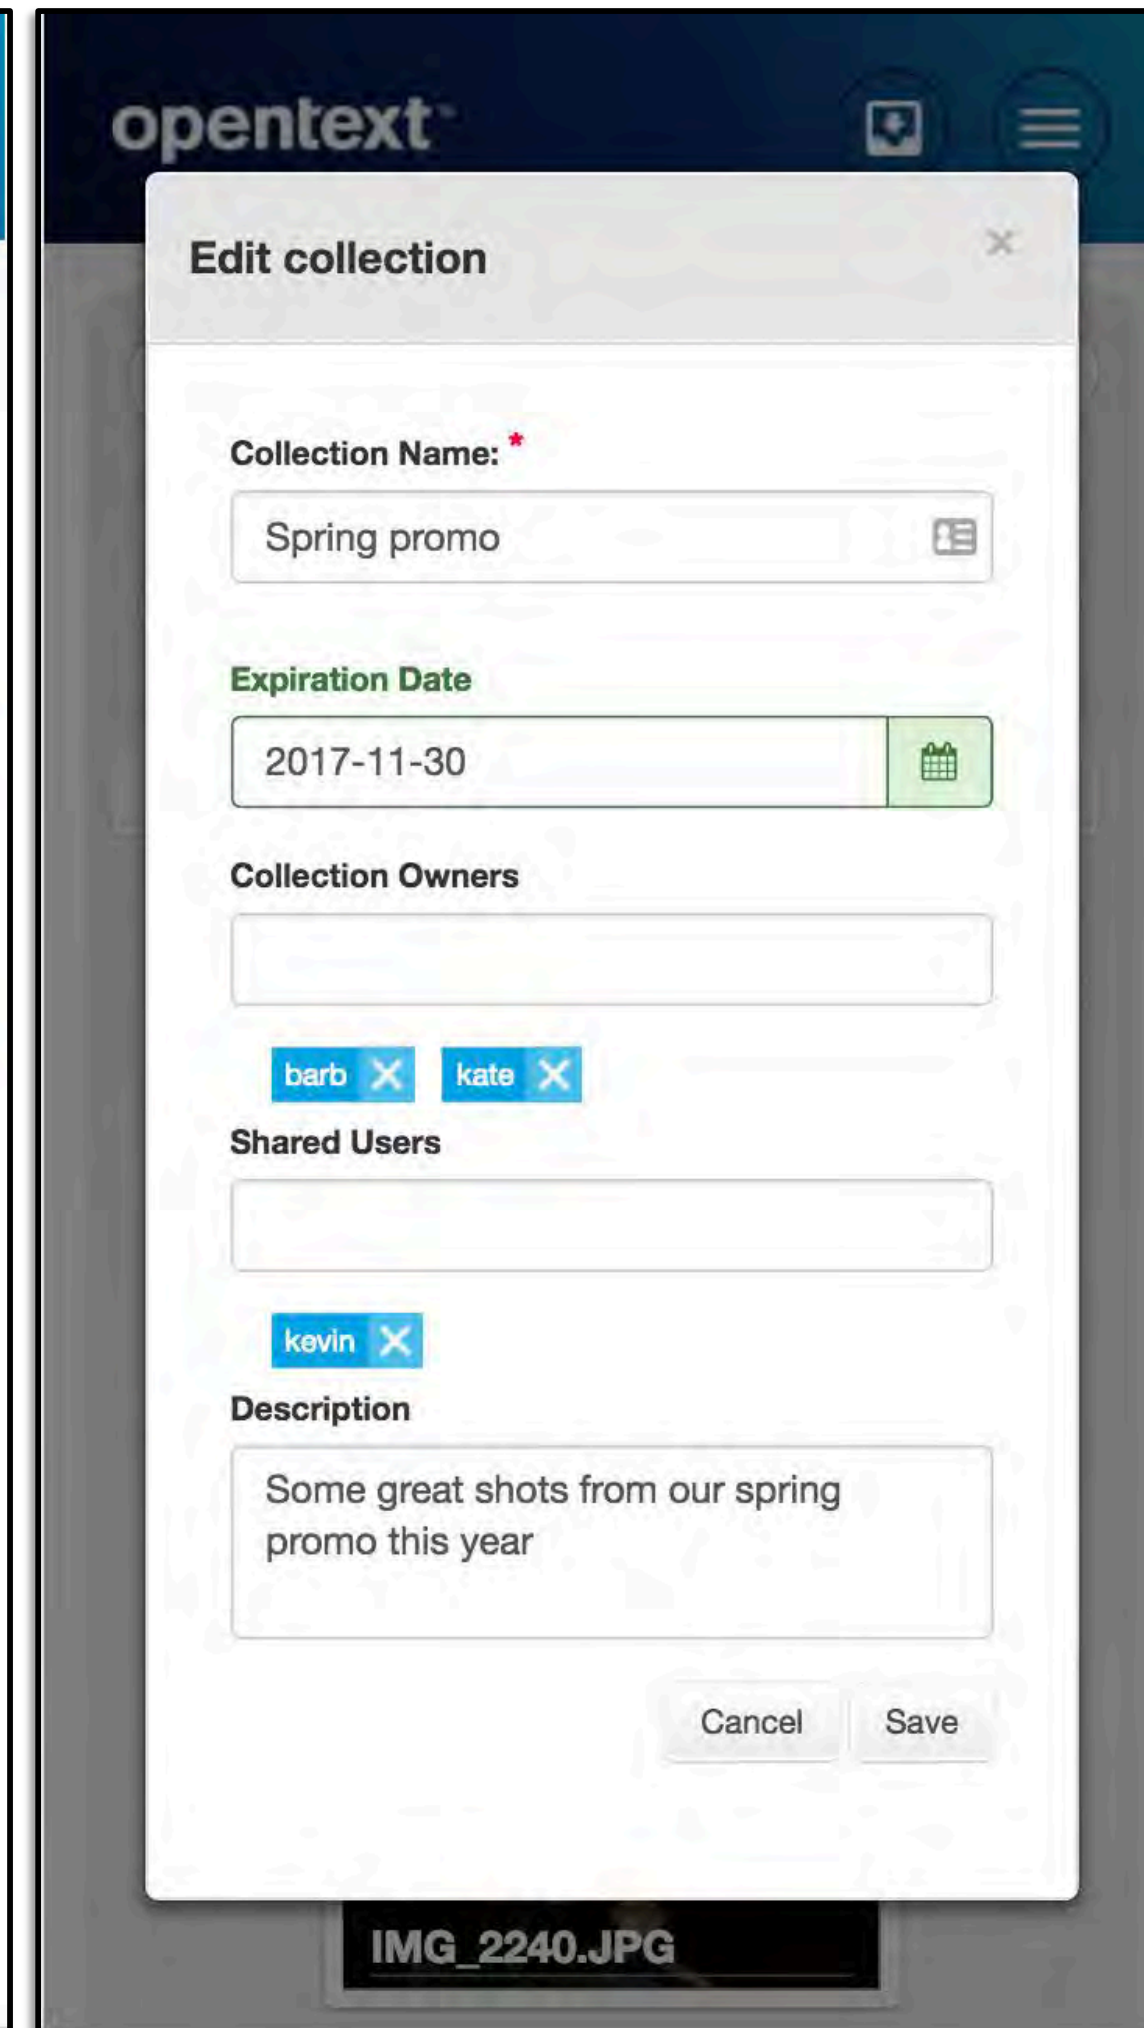 opentext™
Edit collection
Collection Name: *
Spring promo
Expiration Date
2017-11-30
Collection Owners
barb
kate
Shared Users
kevin
Description
Some great shots from our spring
promo this year
Cancel
Save
IMG_2240.JPG